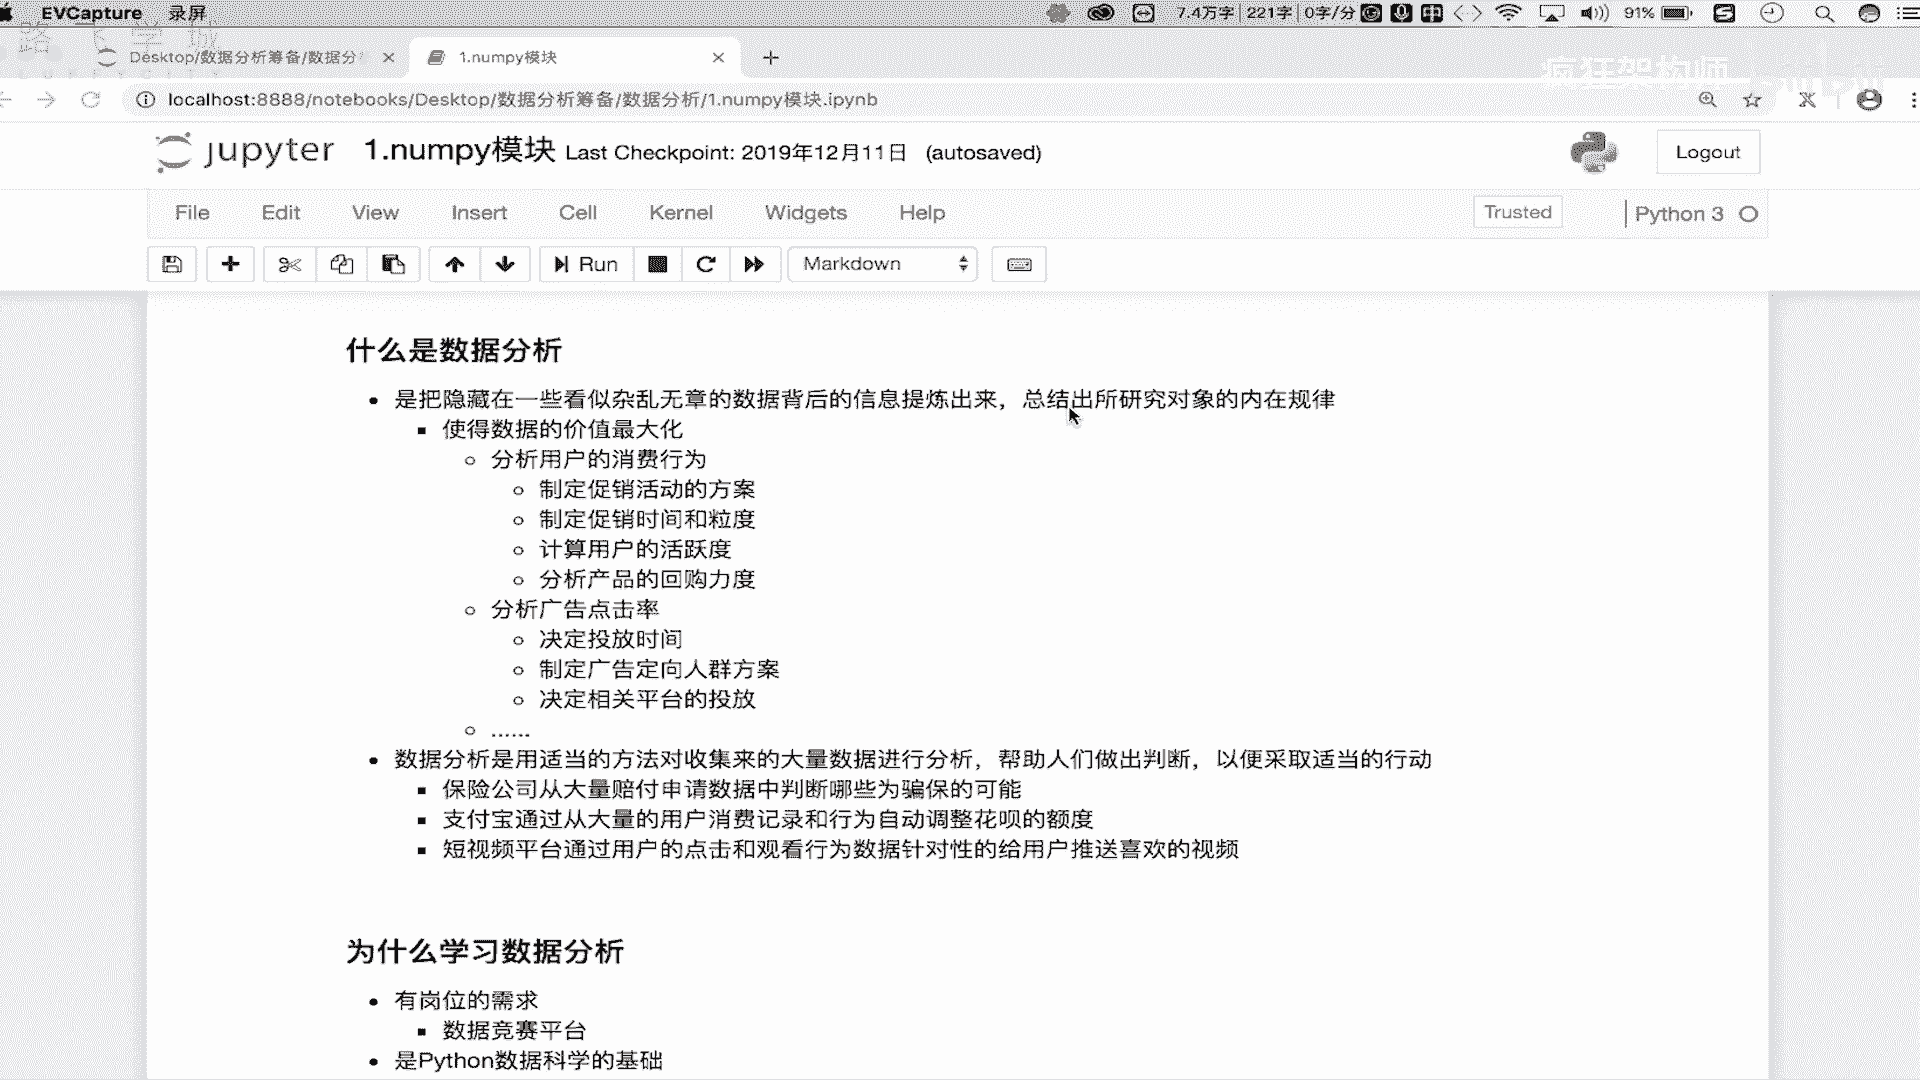 EVCapture 录屏 7.4万字 221字 0字/分 中 91%
路飞学城
Desktop/数据分析筹备/数据分 1.numpy模块
疯狂架构师
localhost:8888/notebooks/Desktop/数据分析筹备/数据分析/1.numpy模块.ipynb
jupyter 1.numpy模块 Last Checkpoint: 2019年12月11日 (autosaved) Logout
File Edit View Insert Cell Kernel Widgets Help Trusted Python 3
Run Markdown
什么是数据分析
是把隐藏在一些看似杂乱无章的数据背后的信息提炼出来，总结出所研究对象的内在规律
使得数据的价值最大化
分析用户的消费行为
制定促销活动的方案
制定促销时间和粒度
计算用户的活跃度
分析产品的回购力度
分析广告点击率
决定投放时间
制定广告定向人群方案
决定相关平台的投放
......
数据分析是用适当的方法对收集来的大量数据进行分析，帮助人们做出判断，以便采取适当的行动
保险公司从大量赔付申请数据中判断哪些为骗保的可能
支付宝通过从大量的用户消费记录和行为自动调整花呗的额度
短视频平台通过用户的点击和观看行为数据针对性的给用户推送喜欢的视频
为什么学习数据分析
有岗位的需求
数据竞赛平台
是Python数据科学的基础